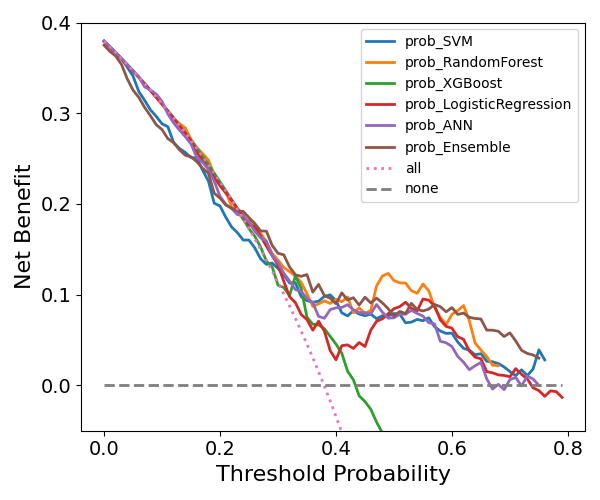 0.4
0.3
0.2
0.1
0.0
Net Benefit
prob_SVM
prob_RandomForest
prob_XGBoost
prob_LogisticRegression
prob_ANN
prob_Ensemble
all
none
0.0 0.2 0.4 0.6 0.8
Threshold Probability